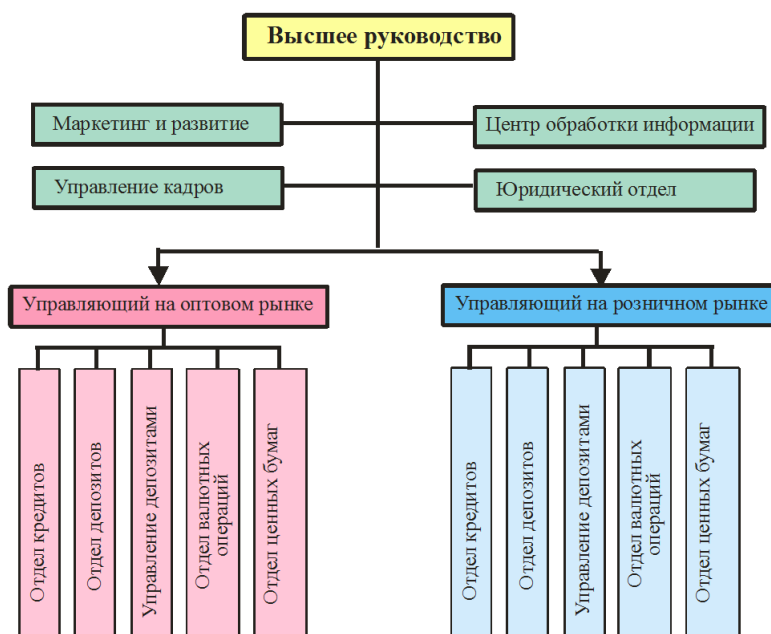 Высшее руководство
Маркетинг и развитие
Центр обработки информации
Управление кадров
Юридический отдел
Управляющий на оптовом рынке
Управляющий на розничном рынке
Отдел кредитов
Отдел депозитов
Управление депозитами
Отдел валютных
операций
Отдел ценных бумаг
Отдел кредитов
Отдел депозитов
Управление депозитами
Отдел валютных
операций
Отдел ценных бумаг